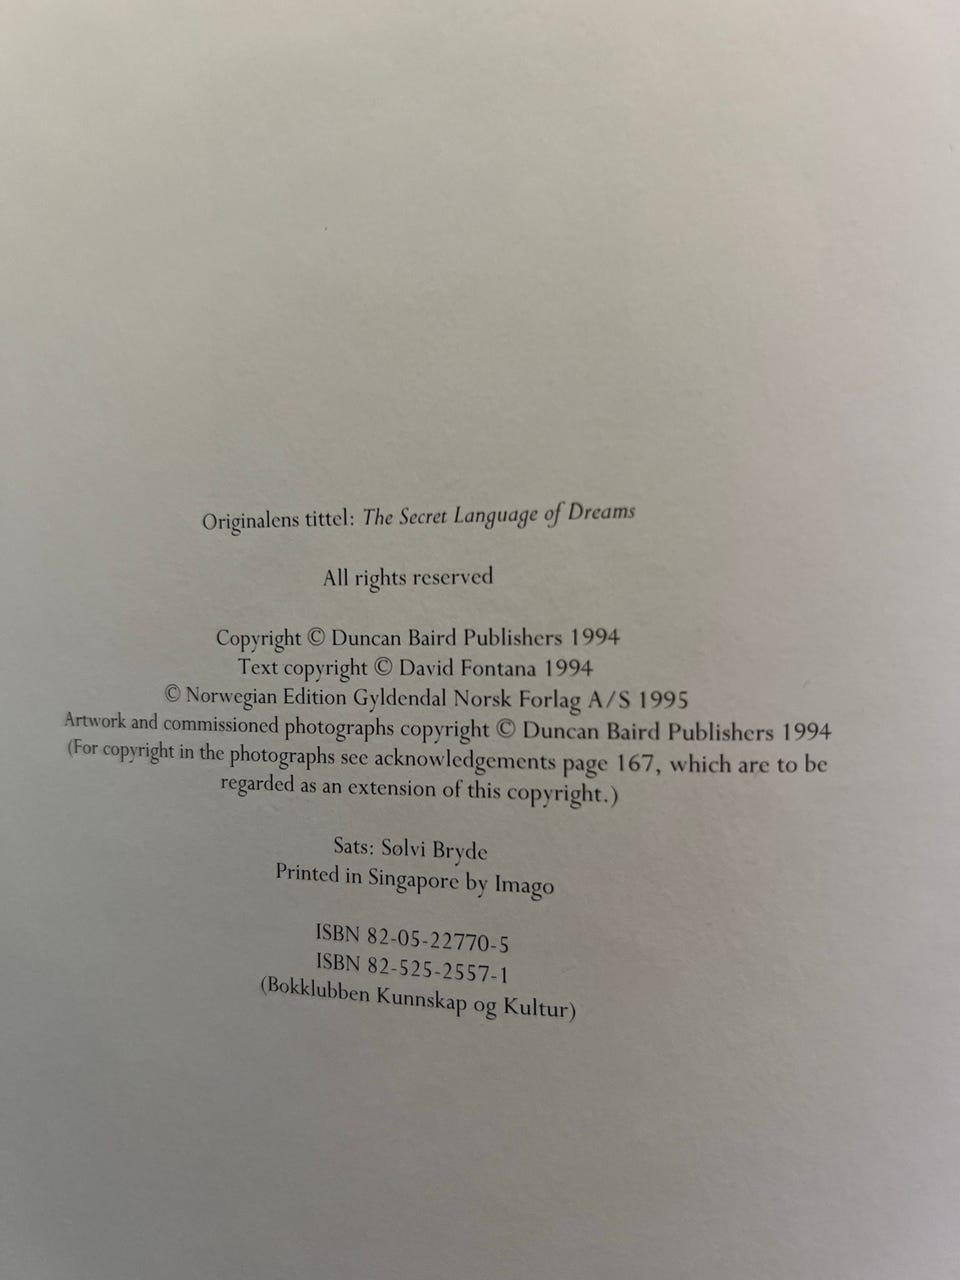 Originalens tittel: The Secret Language of Dreams
All rights reserved
Copyright © Duncan Baird Publishers 1994
Text copyright © David Fontana 1994
© Norwegian Edition Gyldendal Norsk Forlag A/S 1995
Artwork and commissioned photographs copyright © Duncan Baird Publishers 1994
(For copyright in the photographs see acknowledgements page 167, which are to be
regarded as an extension of this copyright.)
Sats: Sølvi Bryde
Printed in Singapore by Imago
ISBN 82-05-22770-5
ISBN 82-525-2557-1
(Bokklubben Kunnskap og Kultur)